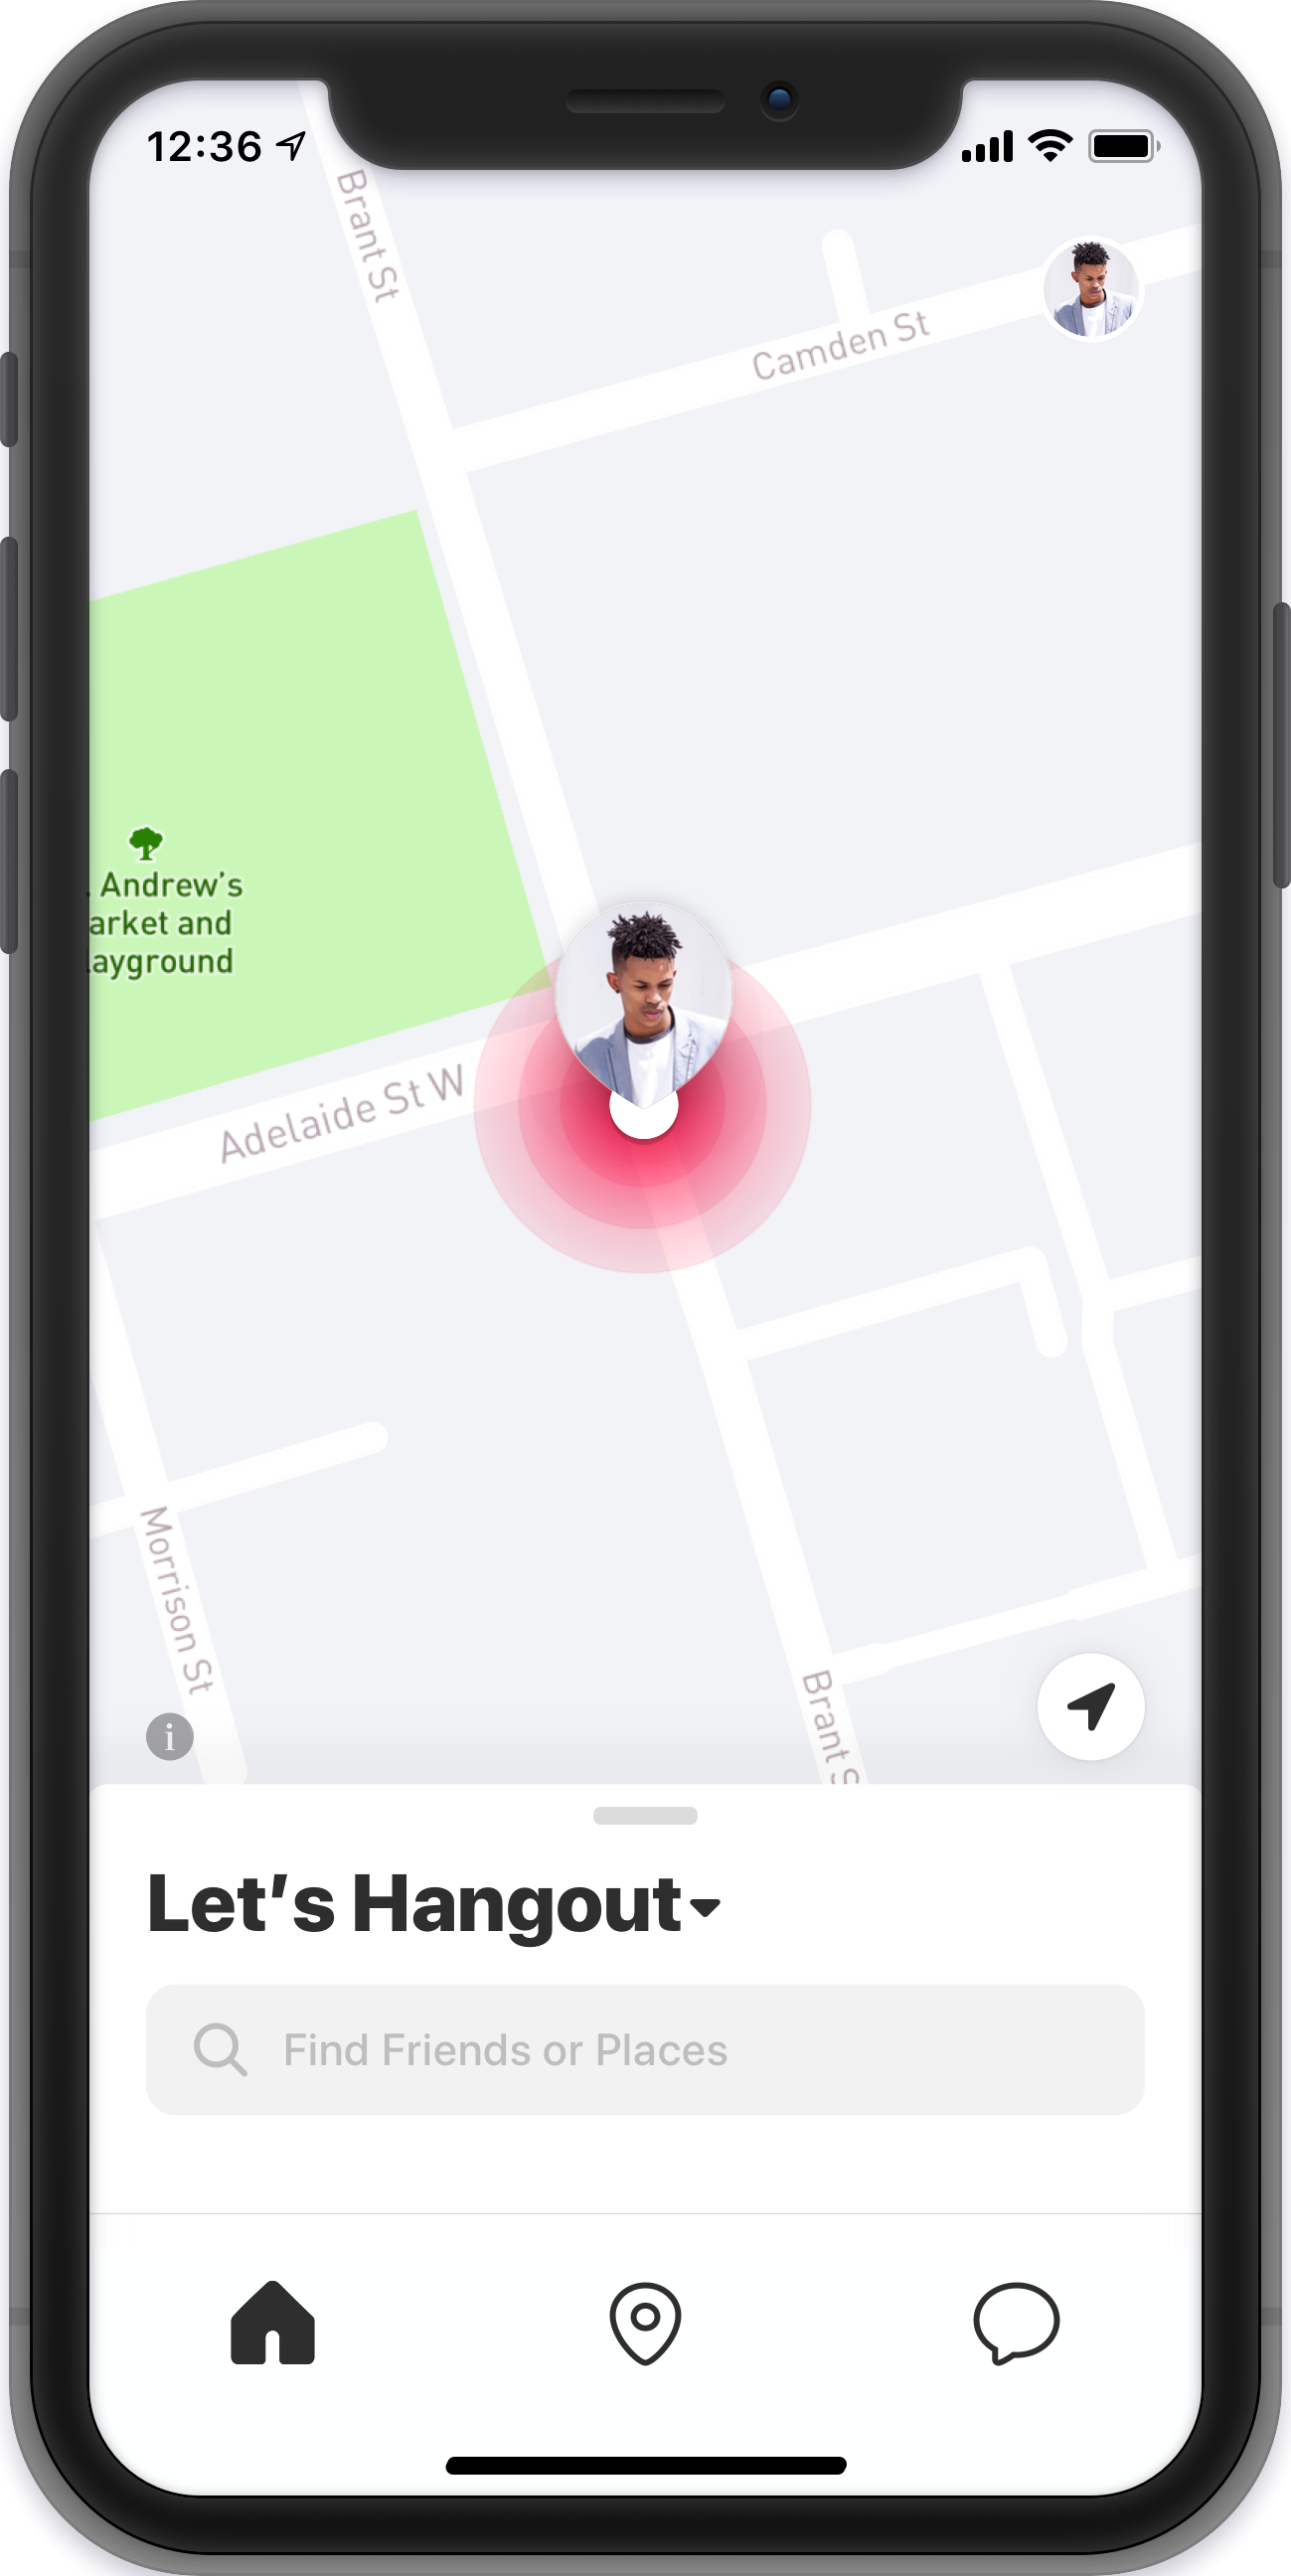 12:36
Brant St
Camden St
. Andrew’s
arket and
layground
Adelaide St W
Morrison St
Brant S
i
Let’s Hangout
Find Friends or Places